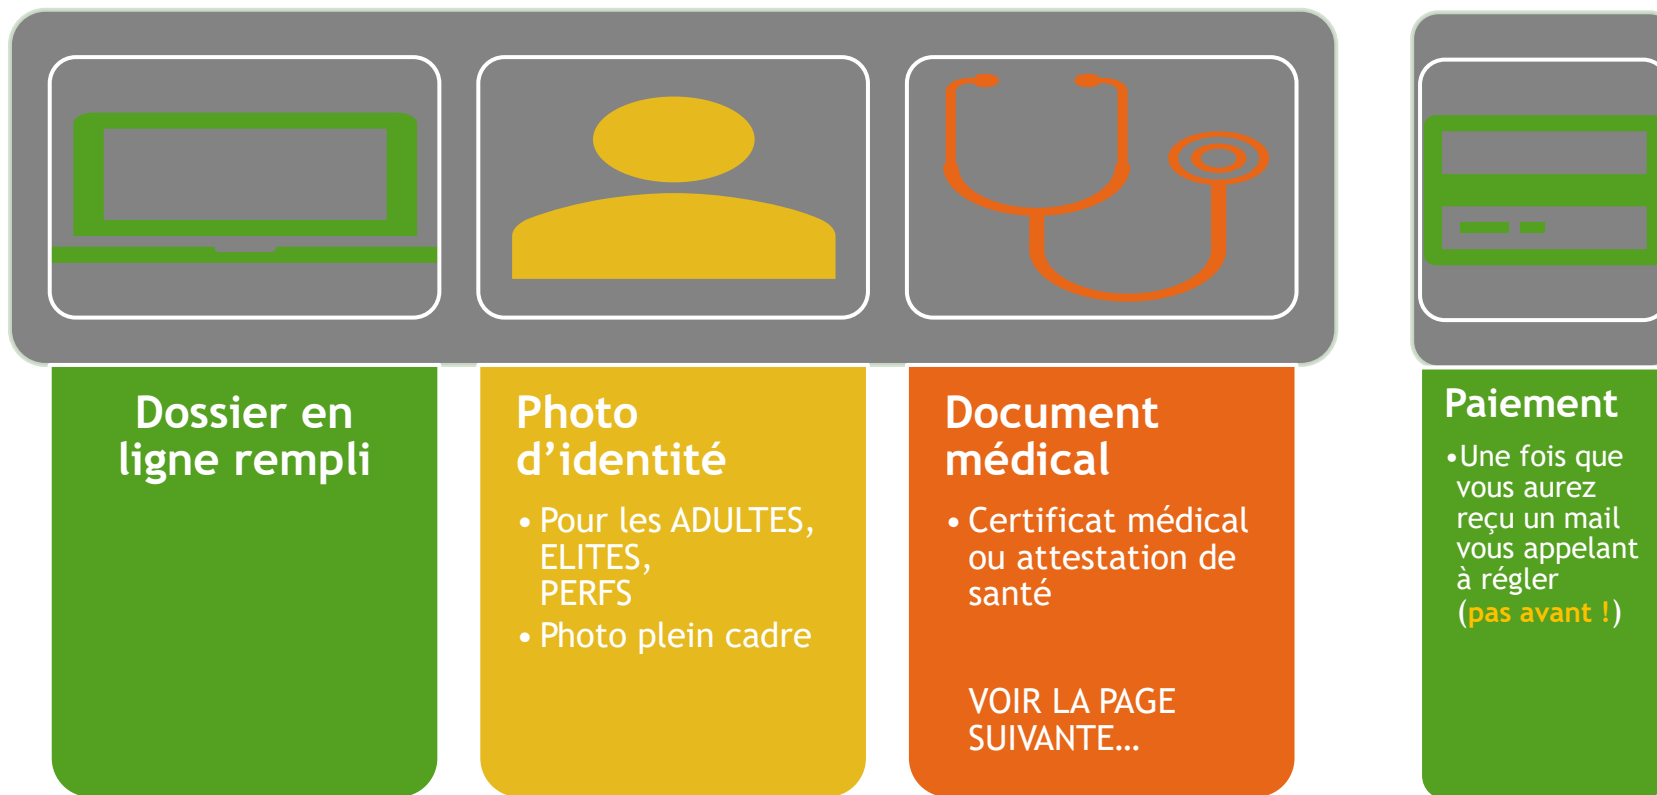 Dossier en
ligne rempli
Photo
d’identité
• Pour les ADULTES,
ELITES,
PERFS
• Photo plein cadre
Document
médical
• Certificat médical
ou attestation de
santé
VOIR LA PAGE
SUIVANTE…
Paiement
•Une fois que
vous aurez
reçu un mail
vous appelant
à régler
(pas avant !)